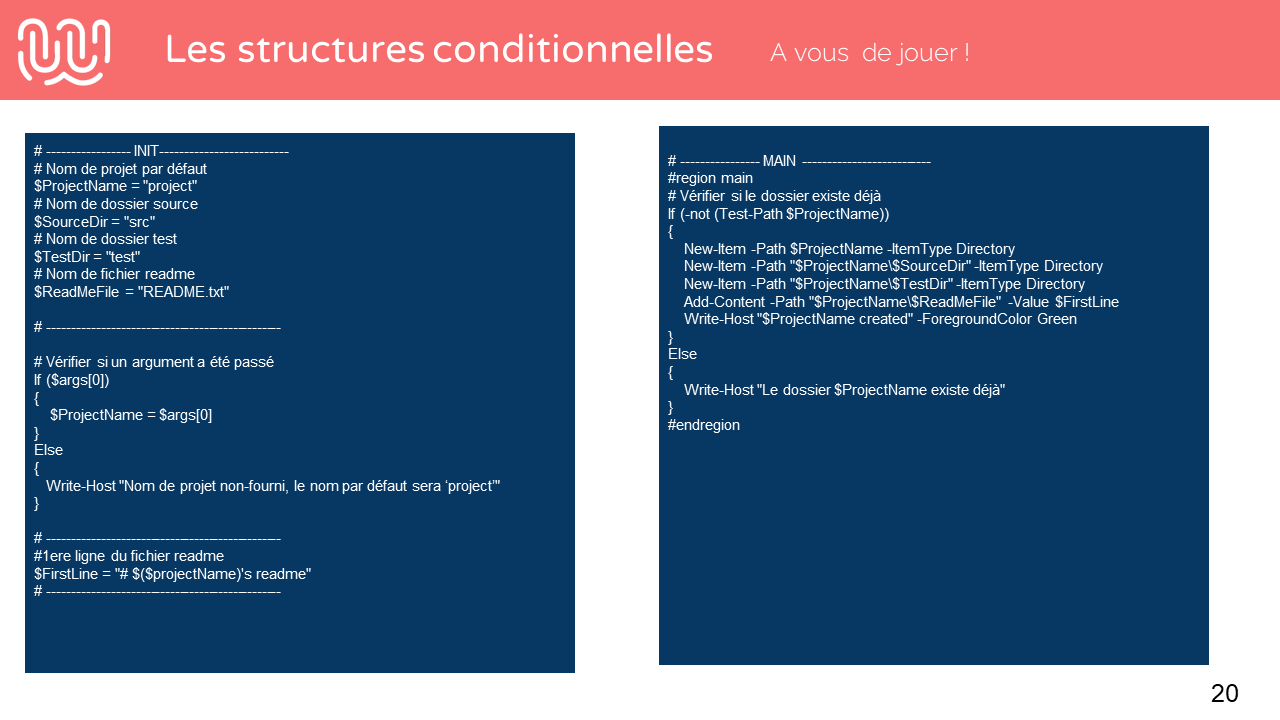 Les structures conditionnelles
A vous de jouer !
# ----------------- INIT--------------------------
# Nom de projet par défaut
$ProjectName = "project"
# Nom de dossier source
$SourceDir = "src"
# Nom de dossier test
$TestDir = "test"
# Nom de fichier readme
$ReadMeFile = "README.txt"
# -----------------------------------------------
# Vérifier si un argument a été passé
If ($args[0])
{
$ProjectName = $args[0]
}
Else
{
Write-Host "Nom de projet non-fourni, le nom par défaut sera ‘project’"
}
# -----------------------------------------------
#1ere ligne du fichier readme
$FirstLine = "# $($projectName)'s readme"
# -----------------------------------------------
# ---------------- MAIN --------------------------
#region main
# Vérifier si le dossier existe déjà
If (-not (Test-Path $ProjectName))
{
New-Item -Path $ProjectName -ItemType Directory
New-Item -Path "$ProjectName\$SourceDir" -ItemType Directory
New-Item -Path "$ProjectName\$TestDir" -ItemType Directory
Add-Content -Path "$ProjectName\$ReadMeFile" -Value $FirstLine
Write-Host "$ProjectName created" -ForegroundColor Green
}
Else
{
Write-Host "Le dossier $ProjectName existe déjà"
}
#endregion
20